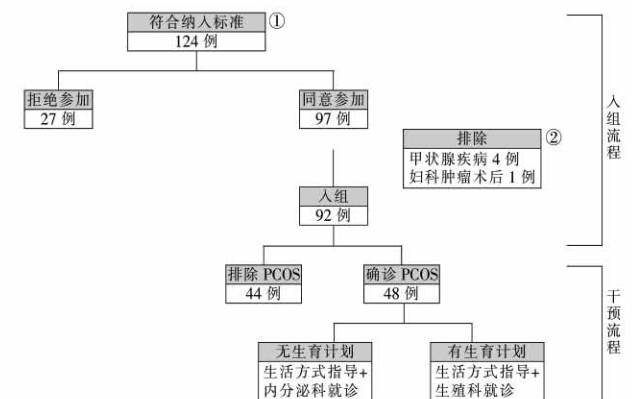 符合纳入标准 ①
124 例
拒绝参加
27 例
同意参加
97 例
排除 ②
甲状腺疾病 4 例
妇科肿瘤术后 1 例
入组
92 例
入组流程
排除 PCOS
44 例
确诊 PCOS
48 例
无生育计划
生活方式指导+
内分泌科就诊
有生育计划
生活方式指导+
生殖科就诊
干预流程